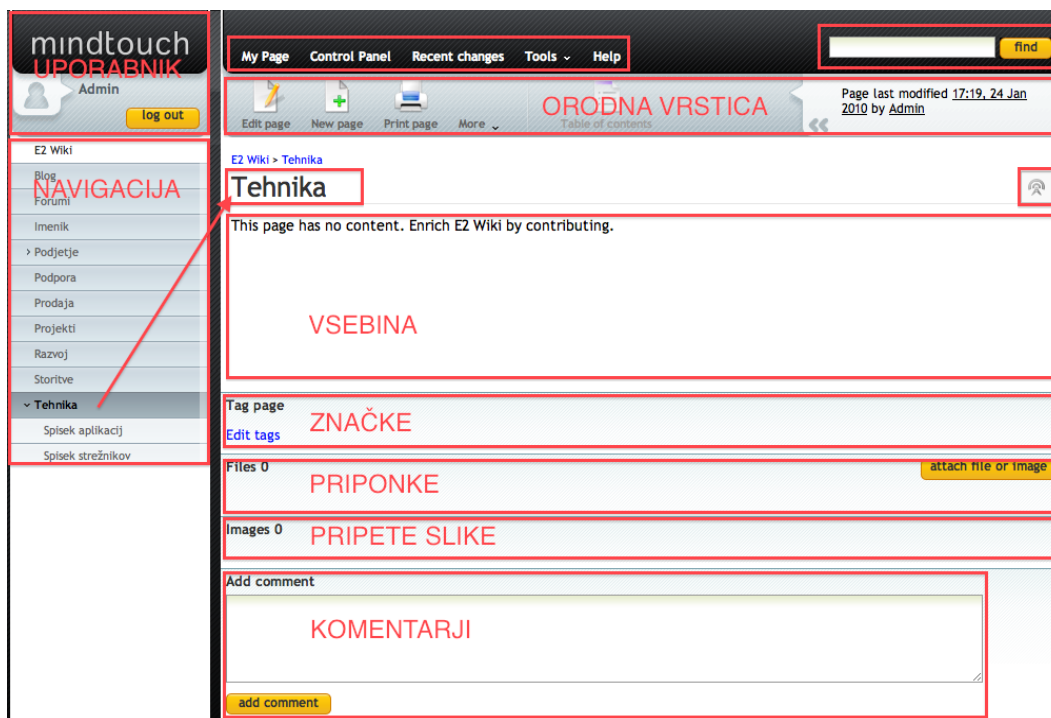 mindtouch
UPORABNIK
Admin
log out
My Page Control Panel Recent changes Tools Help
find
Edit page New page Print page More Table of contents
ORODNA VRSTICA
Page last modified 17:19, 24 Jan
2010 by Admin
E2 Wiki
Blog
NAVIGACIJA
Forumi
Imenik
Podjetje
Podpora
Prodaja
Projekti
Razvoj
Storitve
Tehnika
Spisek aplikacij
Spisek strežnikov
E2 Wiki > Tehnika
Tehnika
This page has no content. Enrich E2 Wiki by contributing.
VSEBINA
Tag page
ZNAČKE
Edit tags
Files 0
attach file or image
PRIPONKE
Images 0
PRIPETE SLIKE
Add comment
KOMENTARJI
add comment